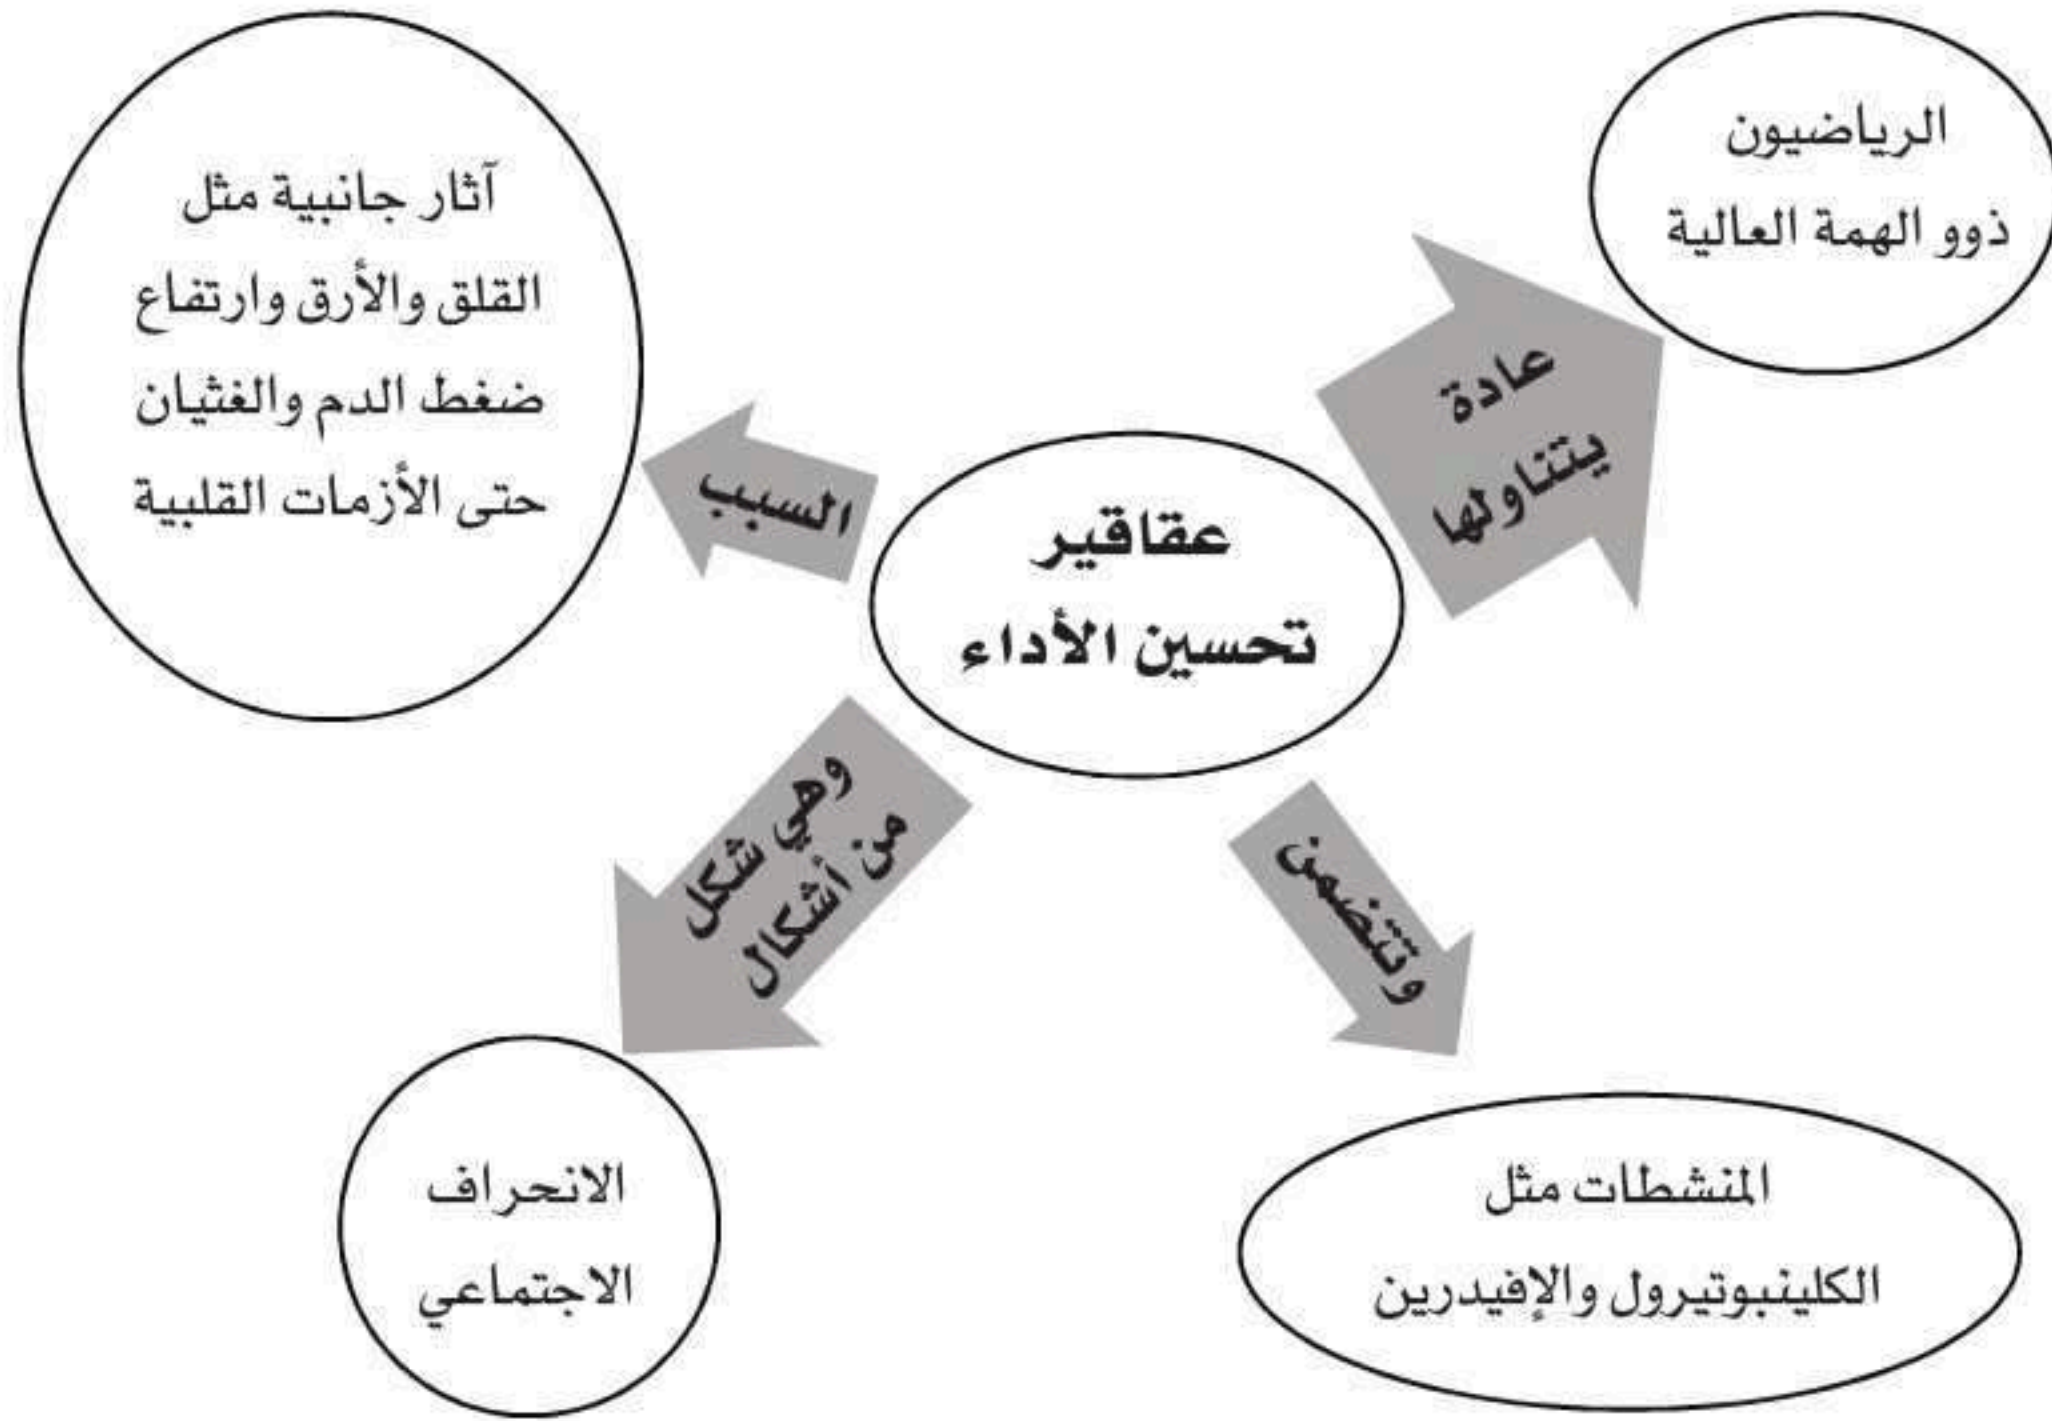 الرياضيون
ذوو الهمة العالية
عادة
يتناولها
آثار جانبية مثل
القلق والأرق وارتفاع
ضغط الدم والغثيان
حتى الأزمات القلبية
السبب
عقاقير
تحسين الأداء
وهي شكل
من أشكال
وتتضمن
الانحراف
الاجتماعي
المنشطات مثل
الكلينبوتيرول والإفيدرين